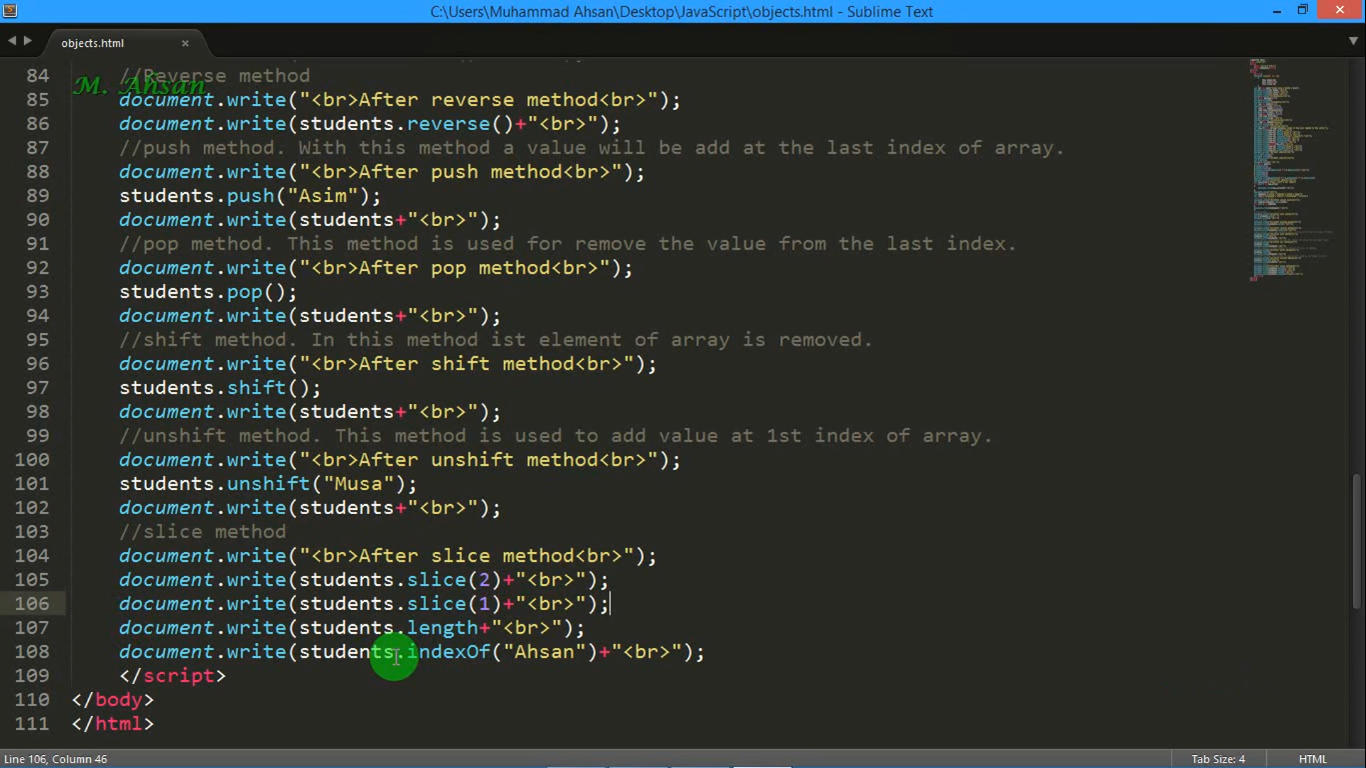 C:\Users\Muhammad Ahsan\Desktop\JavaScript\objects.html - Sublime Text
objects.html
M. Ahsan
84 //Reverse method
85 document.write("<br>After reverse method<br>");
86 document.write(students.reverse()+"<br>");
87 //push method. With this method a value will be add at the last index of array.
88 document.write("<br>After push method<br>");
89 students.push("Asim");
90 document.write(students+"<br>");
91 //pop method. This method is used for remove the value from the last index.
92 document.write("<br>After pop method<br>");
93 students.pop();
94 document.write(students+"<br>");
95 //shift method. In this method ist element of array is removed.
96 document.write("<br>After shift method<br>");
97 students.shift();
98 document.write(students+"<br>");
99 //unshift method. This method is used to add value at 1st index of array.
100 document.write("<br>After unshift method<br>");
101 students.unshift("Musa");
102 document.write(students+"<br>");
103 //slice method
104 document.write("<br>After slice method<br>");
105 document.write(students.slice(2)+"<br>");
106 document.write(students.slice(1)+"<br>");
107 document.write(students.length+"<br>");
108 document.write(students.indexOf("Ahsan")+"<br>");
109 </script>
110 </body>
111 </html>
Line 106, Column 46
Tab Size: 4
HTML